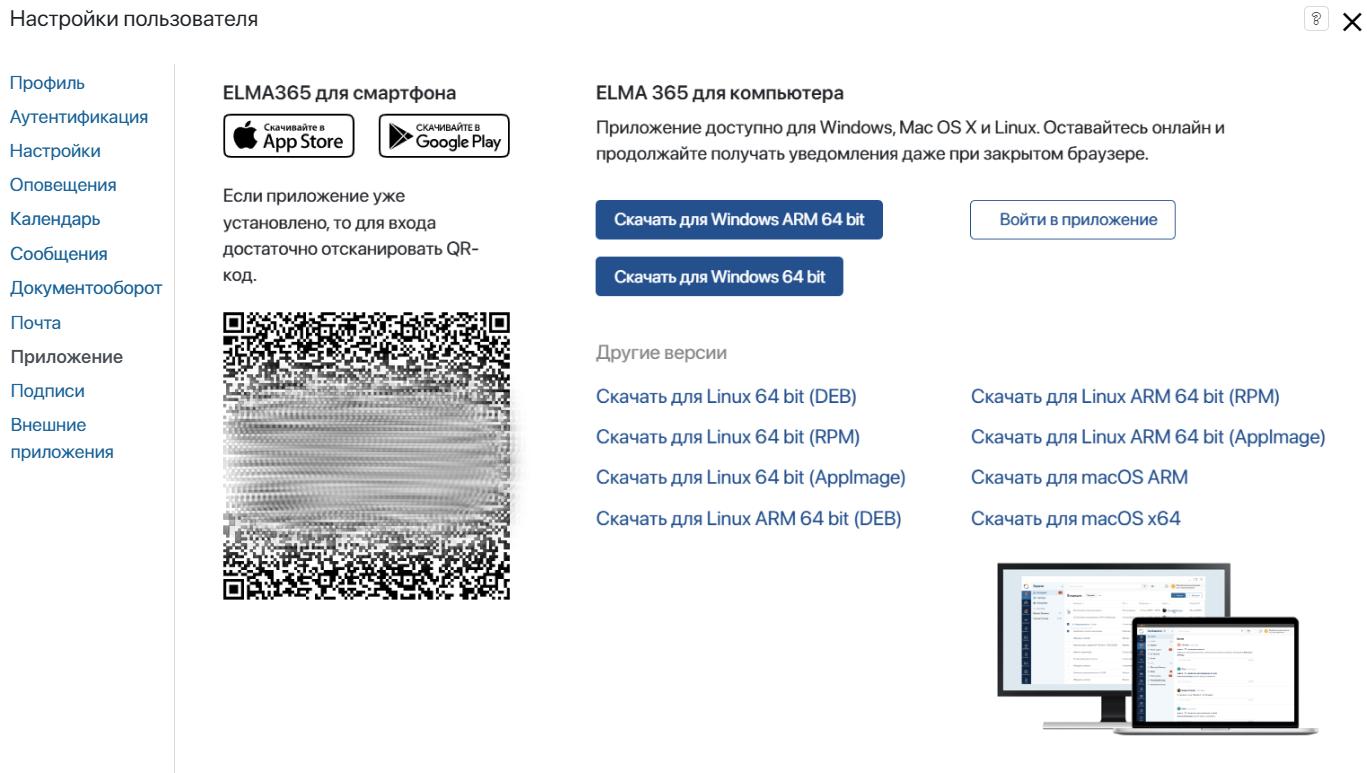 Настройки пользователя
?
Профиль
Аутентификация
Настройки
Оповещения
Календарь
Сообщения
Документооборот
Почта
Приложение
Подписи
Внешние
приложения
ELMA365 для смартфона
Скачивайте в
App Store
СКАЧИВАЙТЕ В
Google Play
Если приложение уже
установлено, то для входа
достаточно отсканировать QR-
код.
ELMA 365 для компьютера
Приложение доступно для Windows, Mac OS X и Linux. Оставайтесь онлайн и
продолжайте получать уведомления даже при закрытом браузере.
Скачать для Windows ARM 64 bit
Войти в приложение
Скачать для Windows 64 bit
Другие версии
Скачать для Linux 64 bit (DEB)
Скачать для Linux 64 bit (RPM)
Скачать для Linux 64 bit (AppImage)
Скачать для Linux ARM 64 bit (DEB)
Скачать для Linux ARM 64 bit (RPM)
Скачать для Linux ARM 64 bit (AppImage)
Скачать для macOS ARM
Скачать для macOS x64